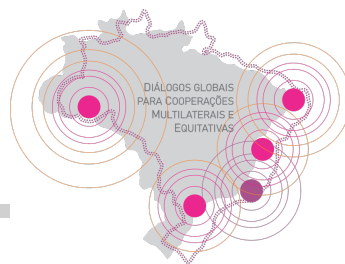 DIÁLOGOS GLOBAIS
PARA COOPERAÇÕES
MULTILATERAIS E
EQUITATIVAS